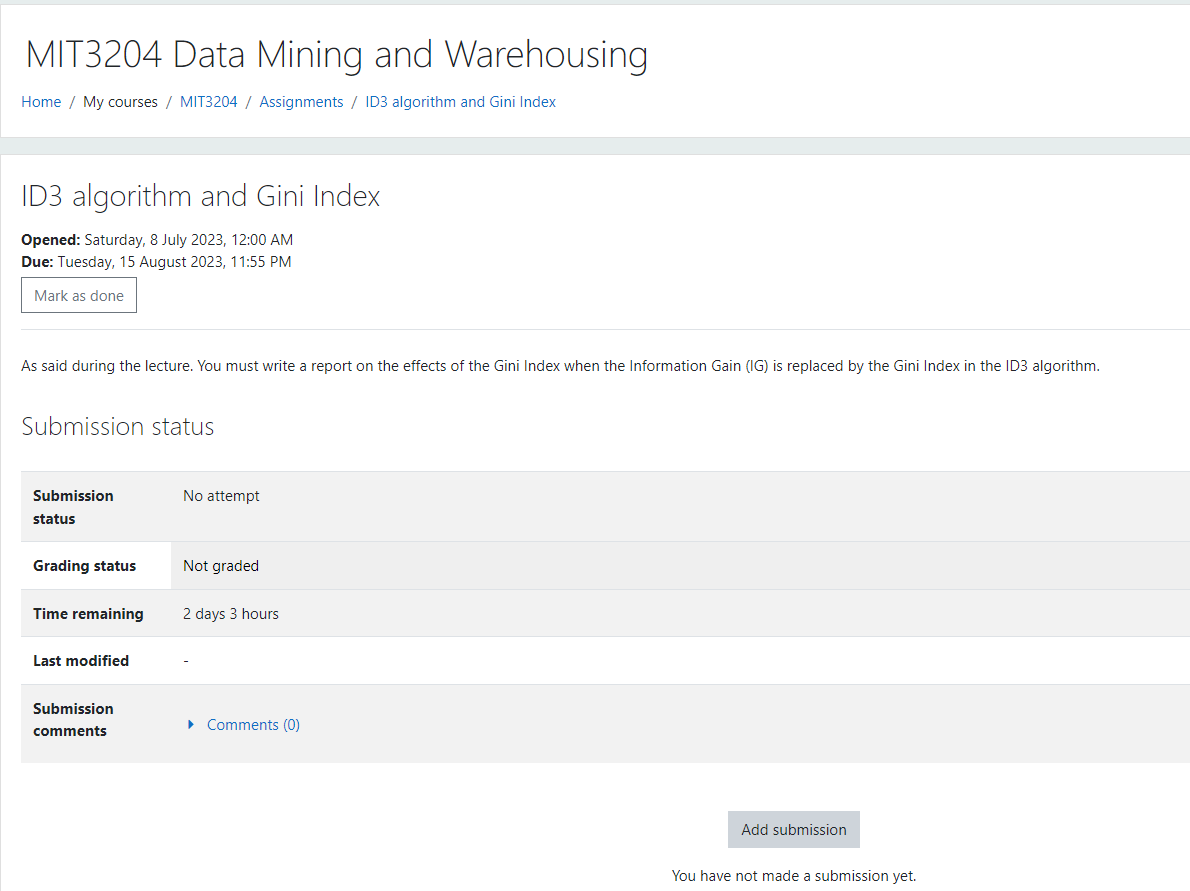 MIT3204 Data Mining and Warehousing
Home / My courses / MIT3204 / Assignments / ID3 algorithm and Gini Index
ID3 algorithm and Gini Index
Opened: Saturday, 8 July 2023, 12:00 AM
Due: Tuesday, 15 August 2023, 11:55 PM
Mark as done
As said during the lecture. You must write a report on the effects of the Gini Index when the Information Gain (IG) is replaced by the Gini Index in the ID3 algorithm.
Submission status
Submission No attempt
status
Grading status Not graded
Time remaining 2 days 3 hours
Last modified -
Submission
comments
Comments (0)
Add submission
You have not made a submission yet.